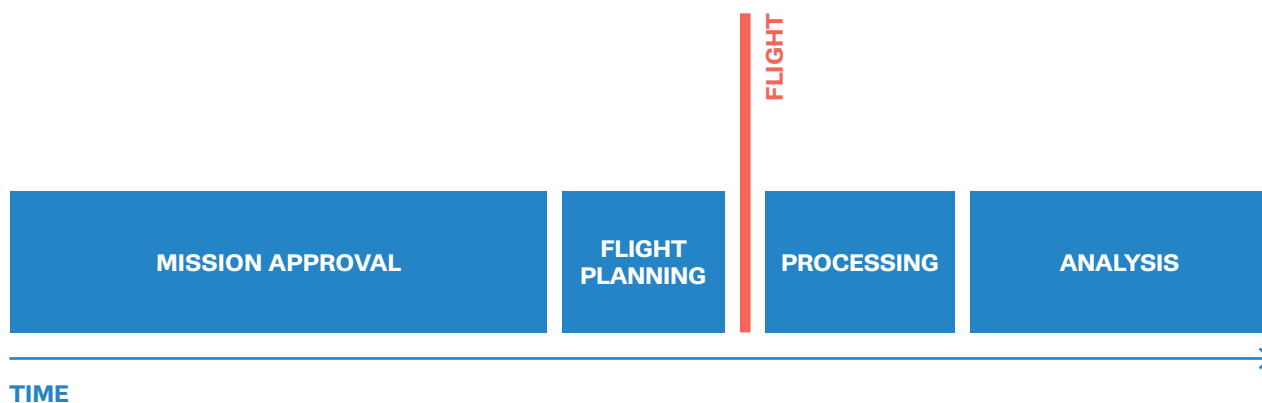 FLIGHT
MISSION APPROVAL
FLIGHT
PLANNING
PROCESSING
ANALYSIS
TIME